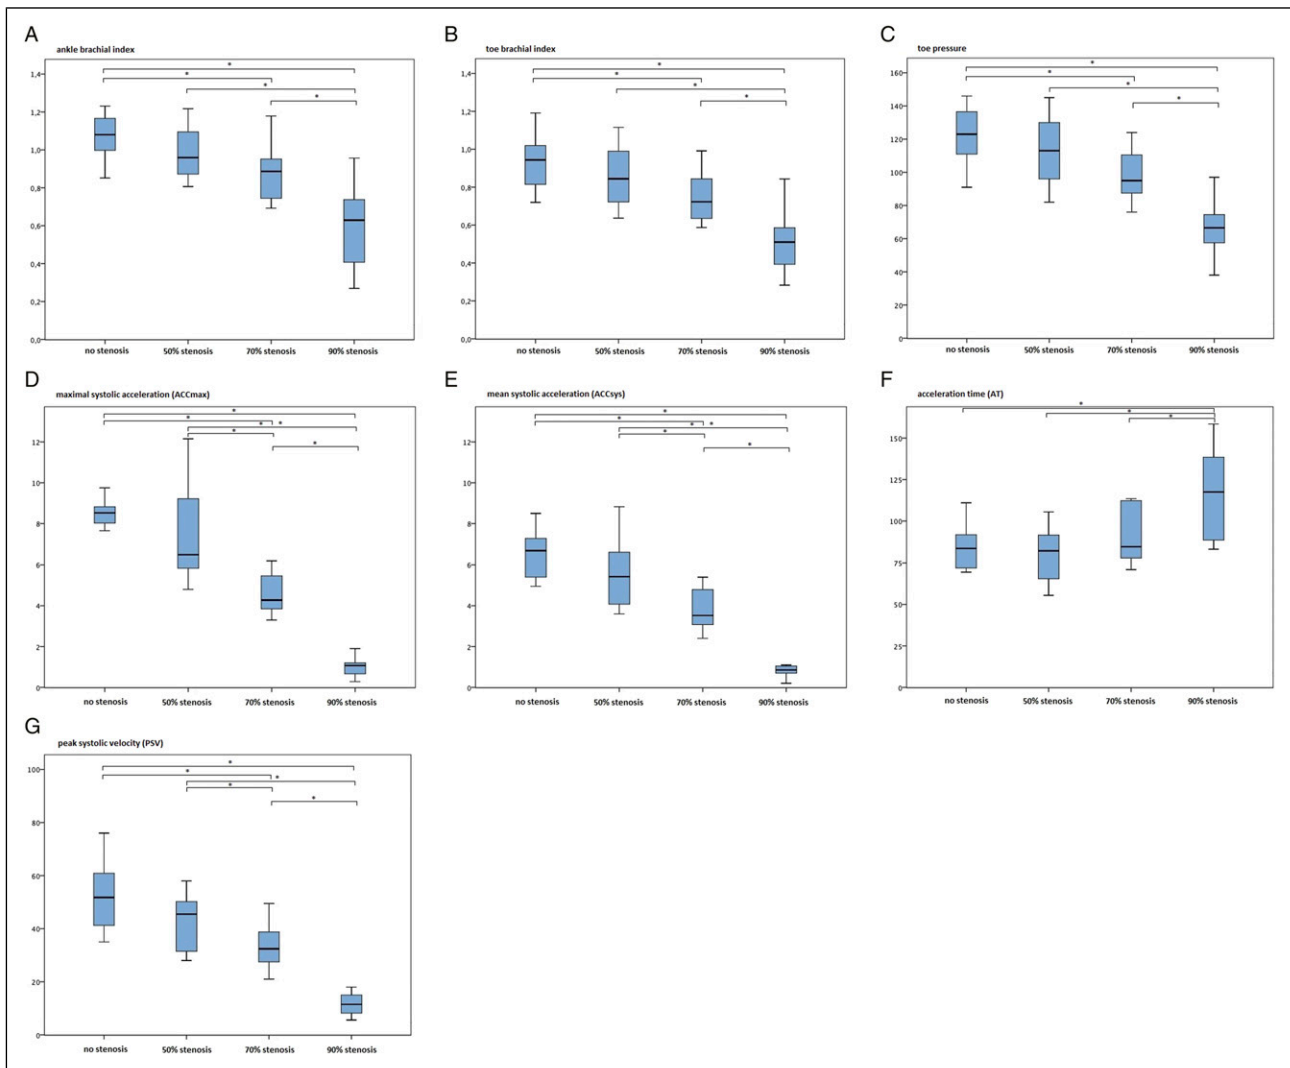 A
ankle brachial index
1,4
1,2
1,0
0,8
0,6
0,4
0,2
0,0
* * * *
no stenosis 50% stenosis 70% stenosis 90% stenosis
B
toe brachial index
1,4
1,2
1,0
0,8
0,6
0,4
0,2
0,0
* * * *
no stenosis 50% stenosis 70% stenosis 90% stenosis
C
toe pressure
160
140
120
100
80
60
40
20
0
* * * *
no stenosis 50% stenosis 70% stenosis 90% stenosis
D
maximal systolic acceleration (ACCmax)
12
10
8
6
4
2
0
* * * * * *
no stenosis 50% stenosis 70% stenosis 90% stenosis
E
mean systolic acceleration (ACCsys)
12
10
8
6
4
2
0
* * * * * *
no stenosis 50% stenosis 70% stenosis 90% stenosis
F
acceleration time (AT)
150
125
100
75
50
25
0
* * *
no stenosis 50% stenosis 70% stenosis 90% stenosis
G
peak systolic velocity (PSV)
100
80
60
40
20
0
* * * * *
no stenosis 50% stenosis 70% stenosis 90% stenosis